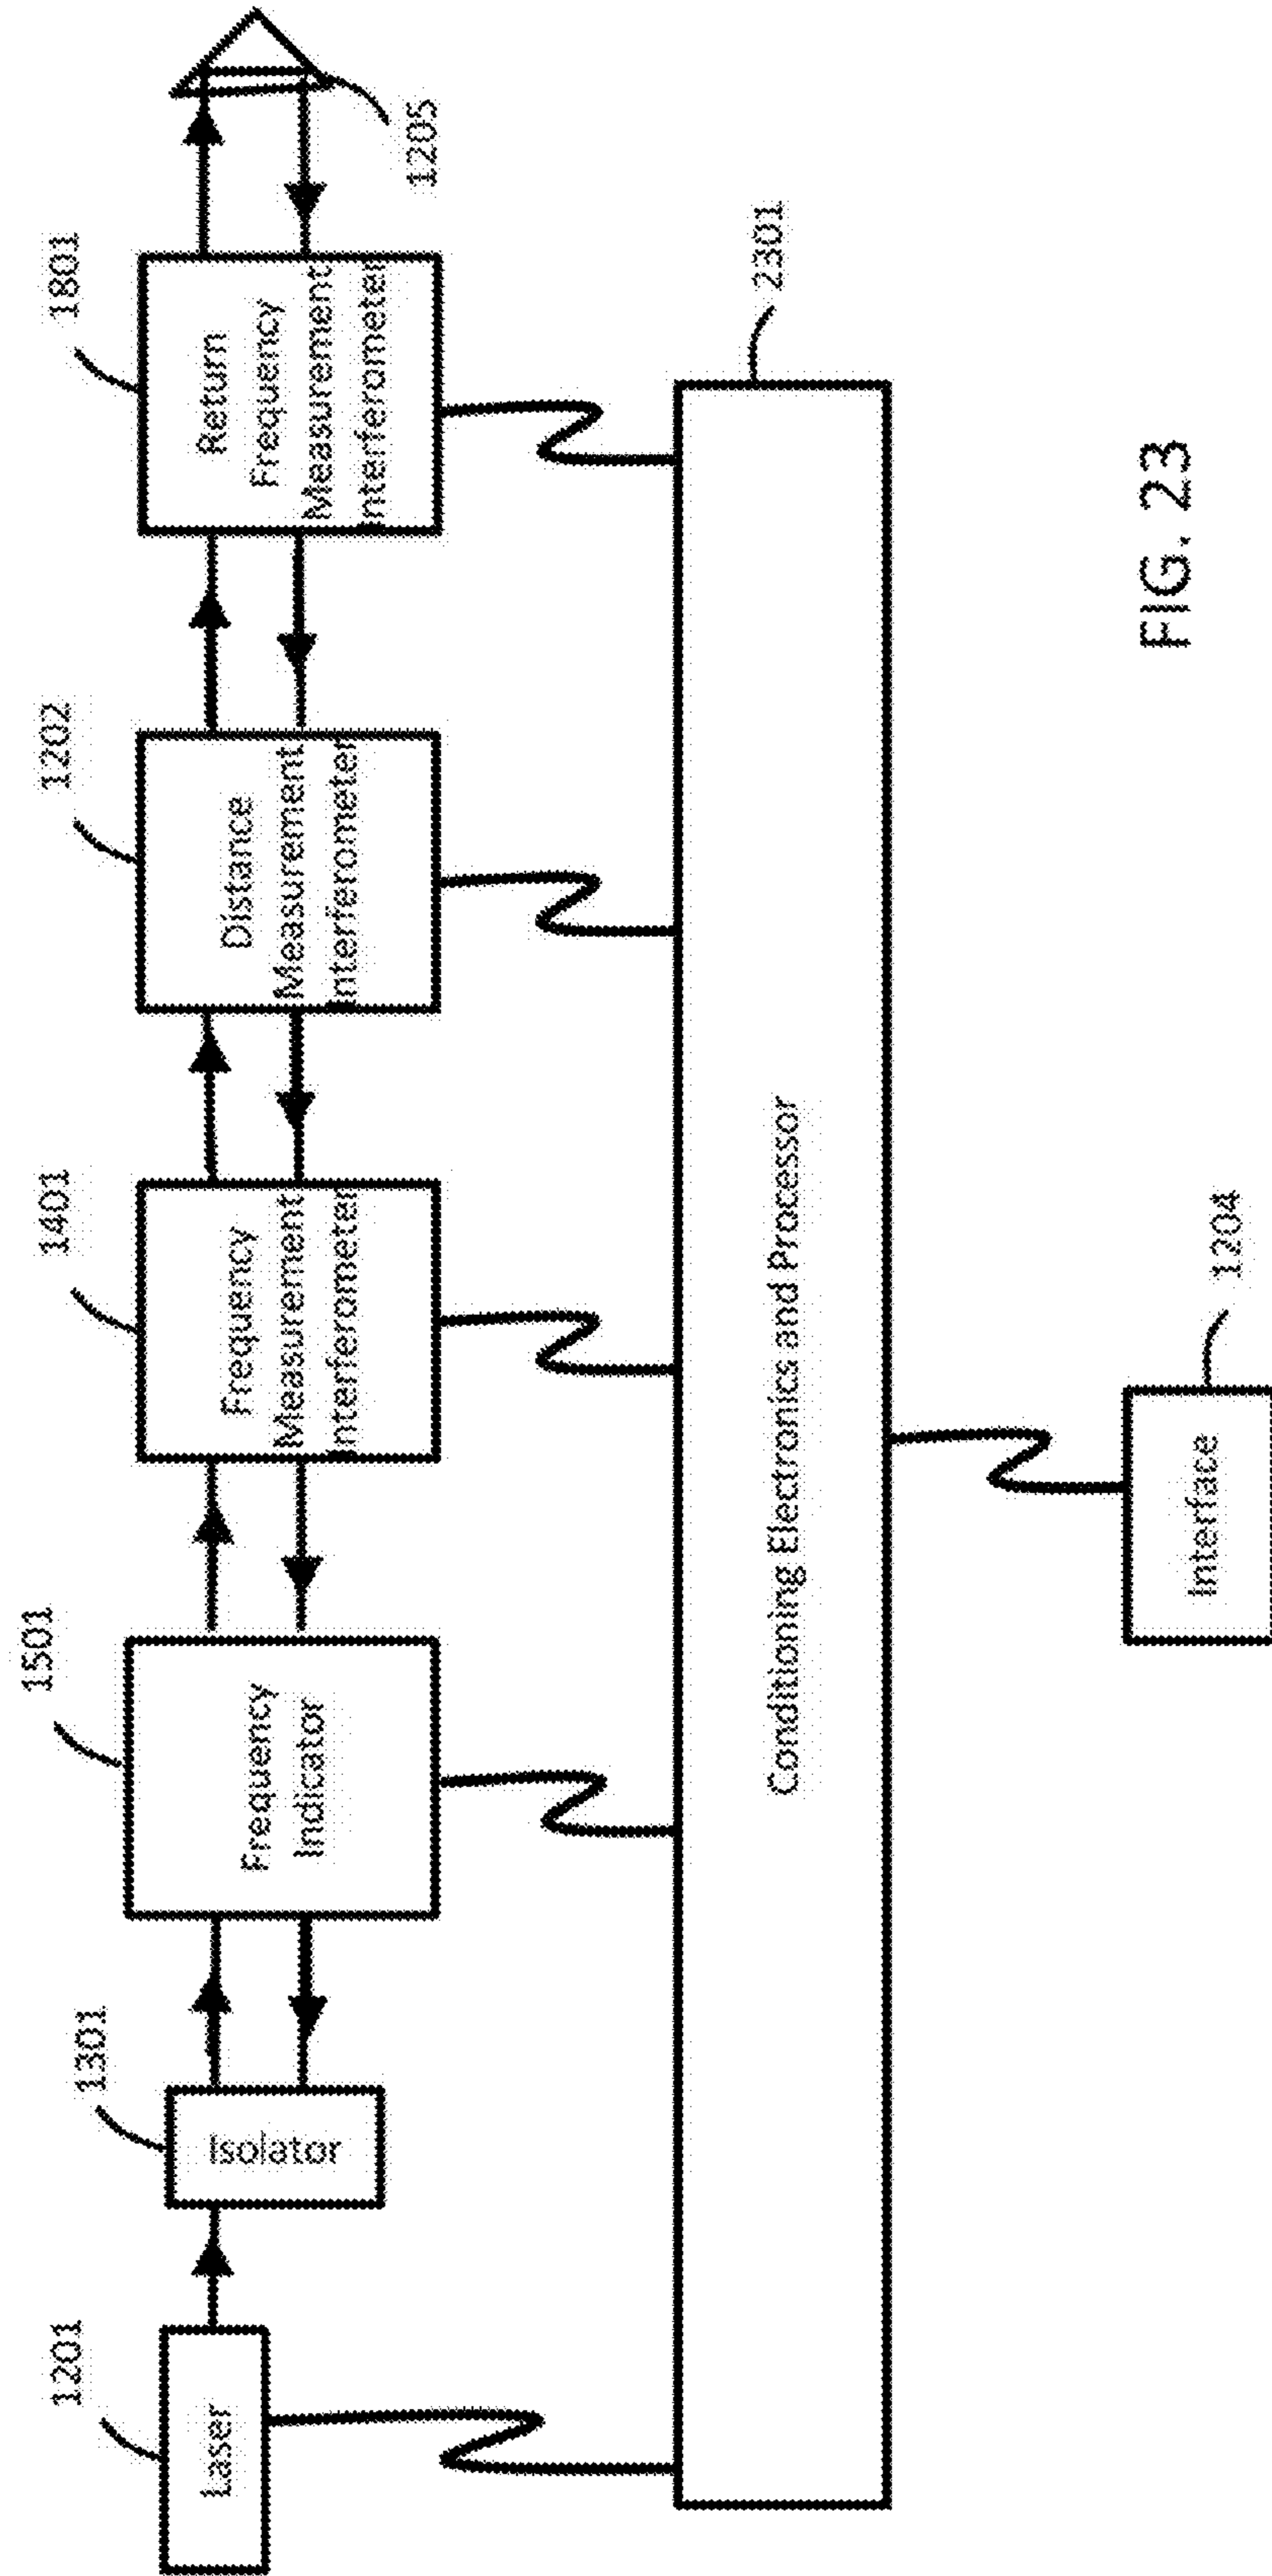 1201
1301
1501
1401
1202
1801
Laser
Isolator
Frequency
Indicator
Frequency
Measurement
Interferometer
Distance
Measurement
Interferometer
Return
Frequency
Measurement
Interferometer
1205
2301
Conditioning Electronics and Processor
Interface
1204
FIG. 23